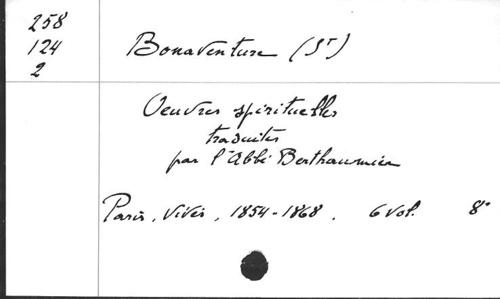 258
124
2
Bonaventure (St)
Oeuvres spirituelles
traduites
par l'Abbé Berthaumier
Paris, Vivès, 1854-1868. 6 vol. 8°